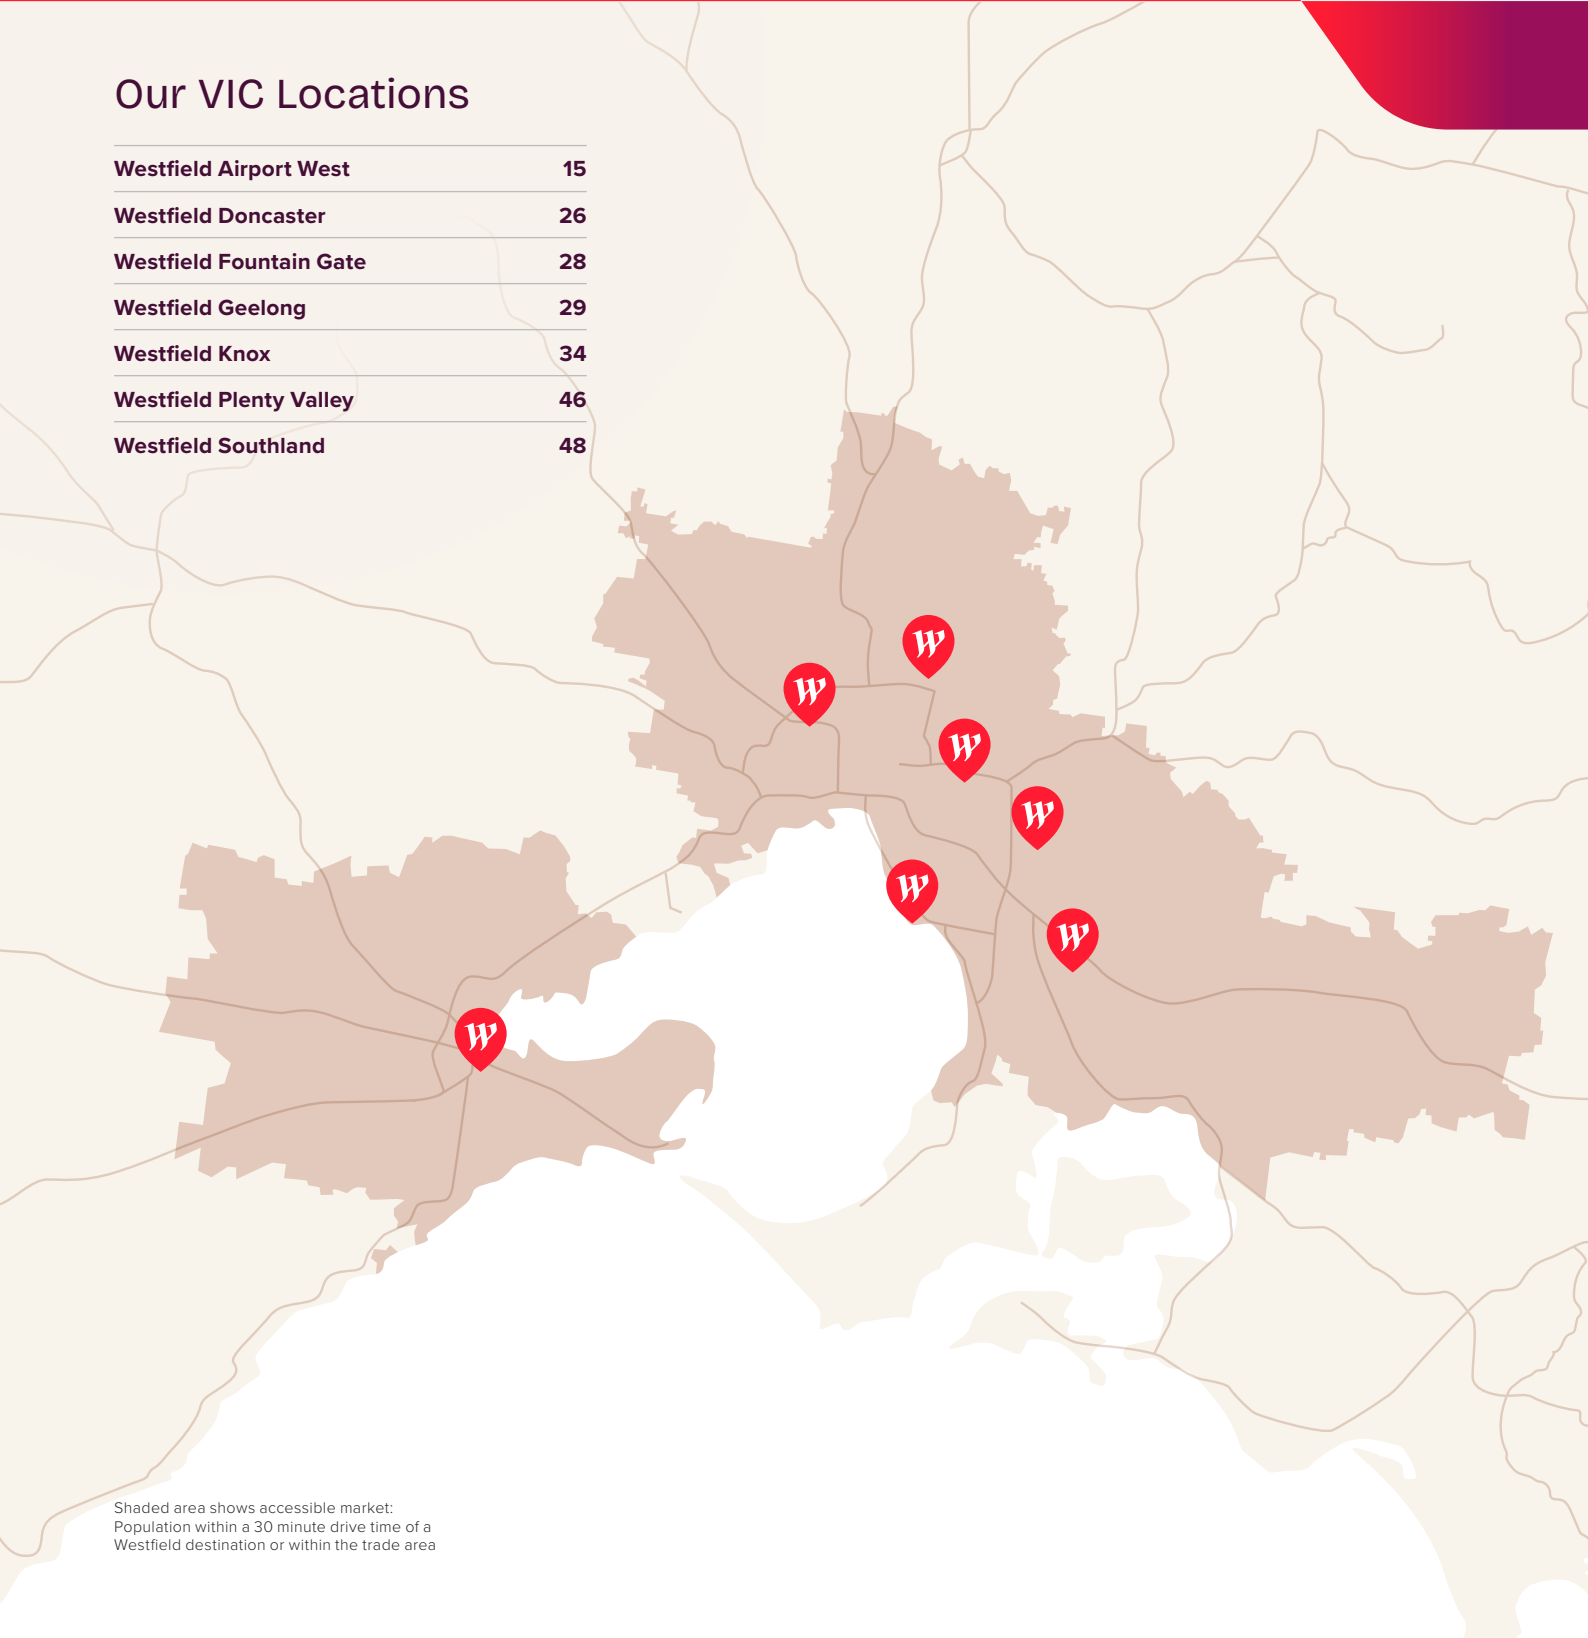 Our VIC Locations
Westfield Airport West 15
Westfield Doncaster 26
Westfield Fountain Gate 28
Westfield Geelong 29
Westfield Knox 34
Westfield Plenty Valley 46
Westfield Southland 48
Shaded area shows accessible market:
Population within a 30 minute drive time of a
Westfield destination or within the trade area